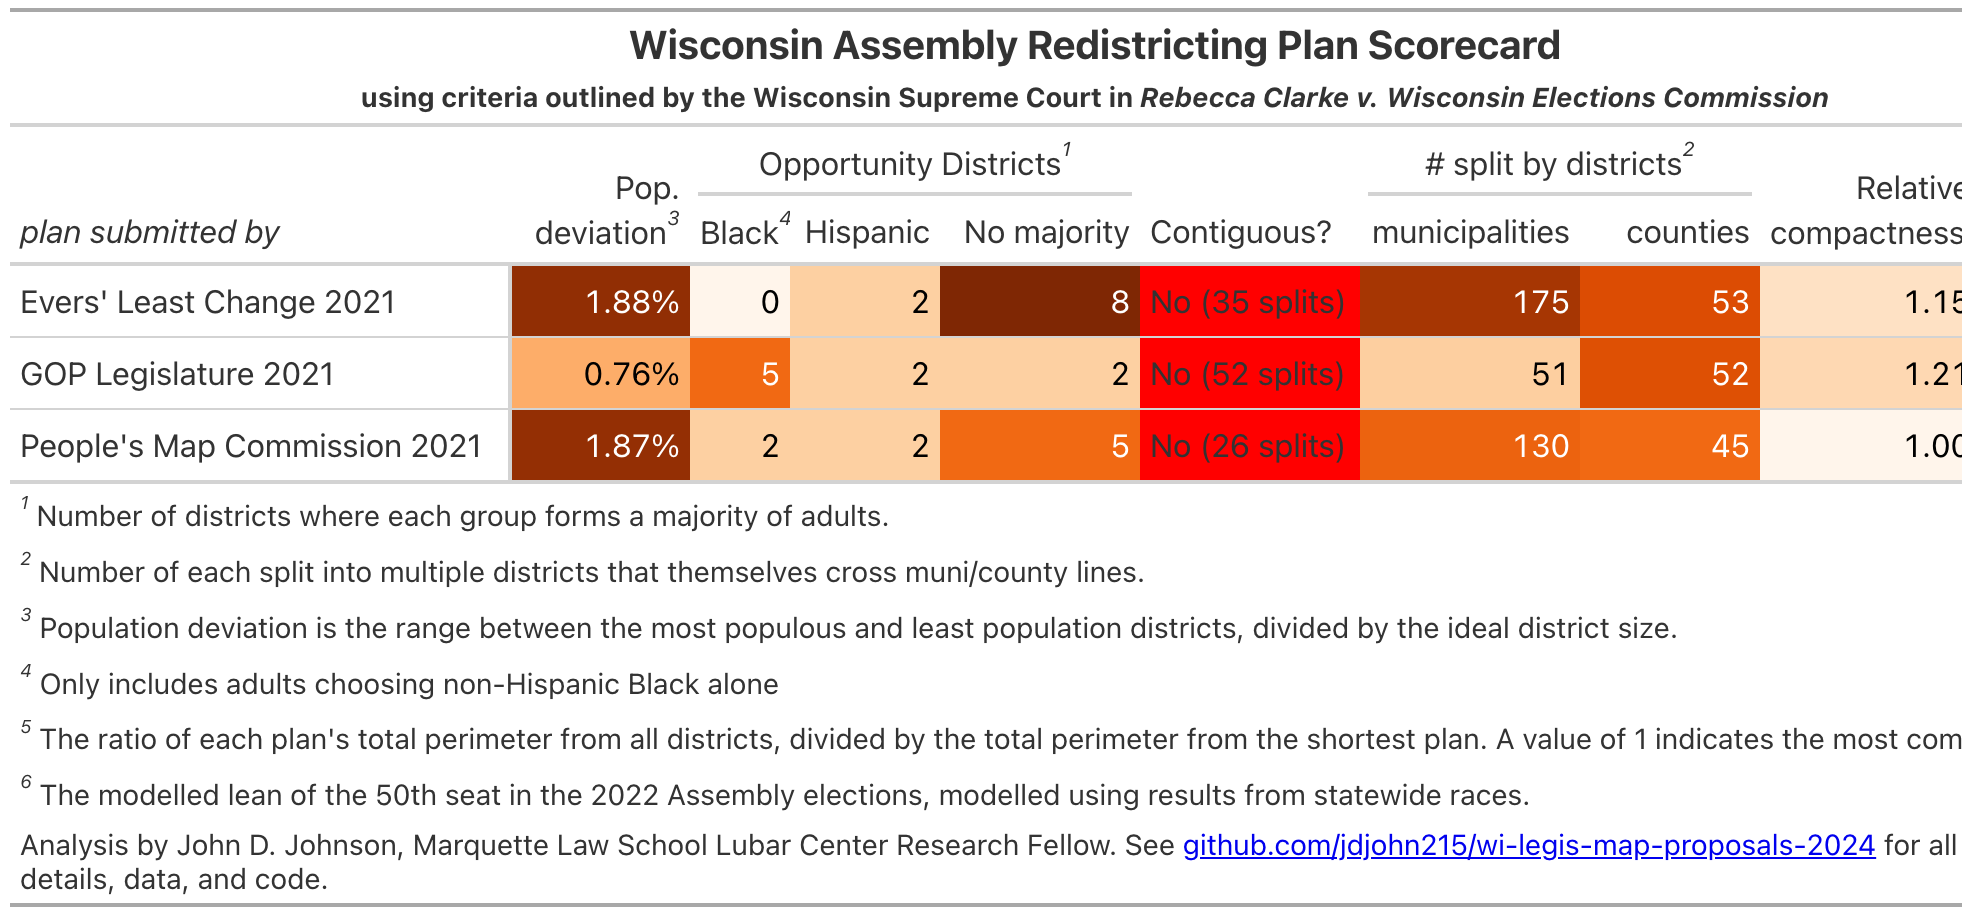 Wisconsin Assembly Redistricting Plan Scorecard
using criteria outlined by the Wisconsin Supreme Court in Rebecca Clarke v. Wisconsin Elections Commission
Opportunity Districts1 # split by districts2
Pop. Relative
plan submitted by deviation3 Black4 Hispanic No majority Contiguous? municipalities counties compactness
Evers' Least Change 2021 1.88% 0 2 8 No (35 splits) 175 53 1.15
GOP Legislature 2021 0.76% 5 2 2 No (52 splits) 51 52 1.21
People's Map Commission 2021 1.87% 2 2 5 No (26 splits) 130 45 1.00
1 Number of districts where each group forms a majority of adults.
2 Number of each split into multiple districts that themselves cross muni/county lines.
3 Population deviation is the range between the most populous and least population districts, divided by the ideal district size.
4 Only includes adults choosing non-Hispanic Black alone
5 The ratio of each plan's total perimeter from all districts, divided by the total perimeter from the shortest plan. A value of 1 indicates the most com
6 The modelled lean of the 50th seat in the 2022 Assembly elections, modelled using results from statewide races.
Analysis by John D. Johnson, Marquette Law School Lubar Center Research Fellow. See github.com/jdjohn215/wi-legis-map-proposals-2024 for all
details, data, and code.